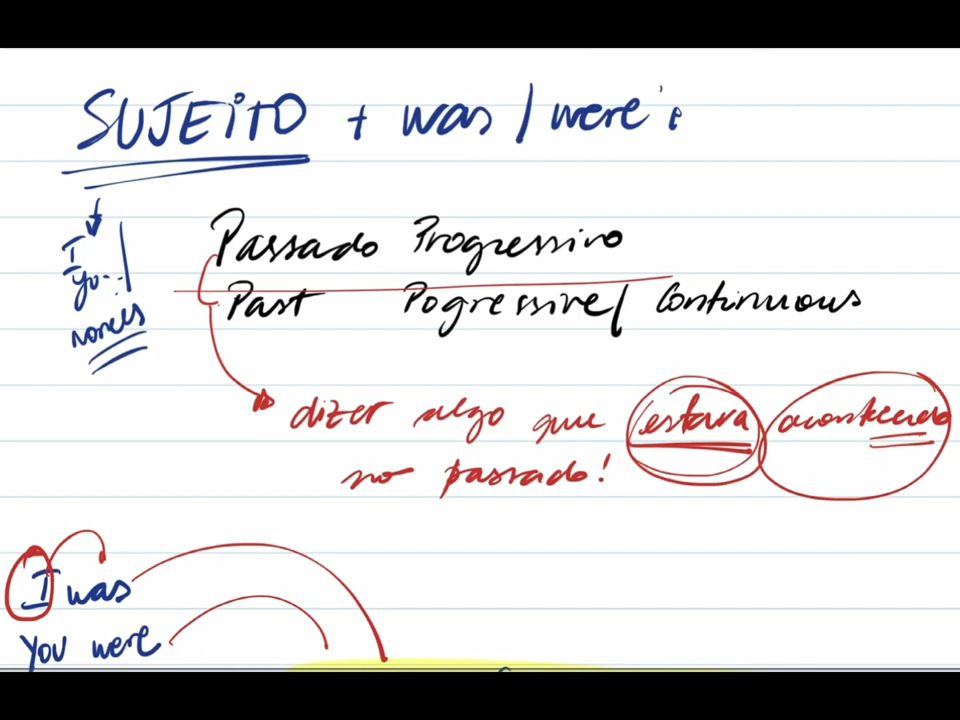 SUJEITO + was / were
I
Passado Progressivo
yo...
Past Pogressive / Continuous
nomes
dizer algo que estava acontecendo
no passado!
I was
You were